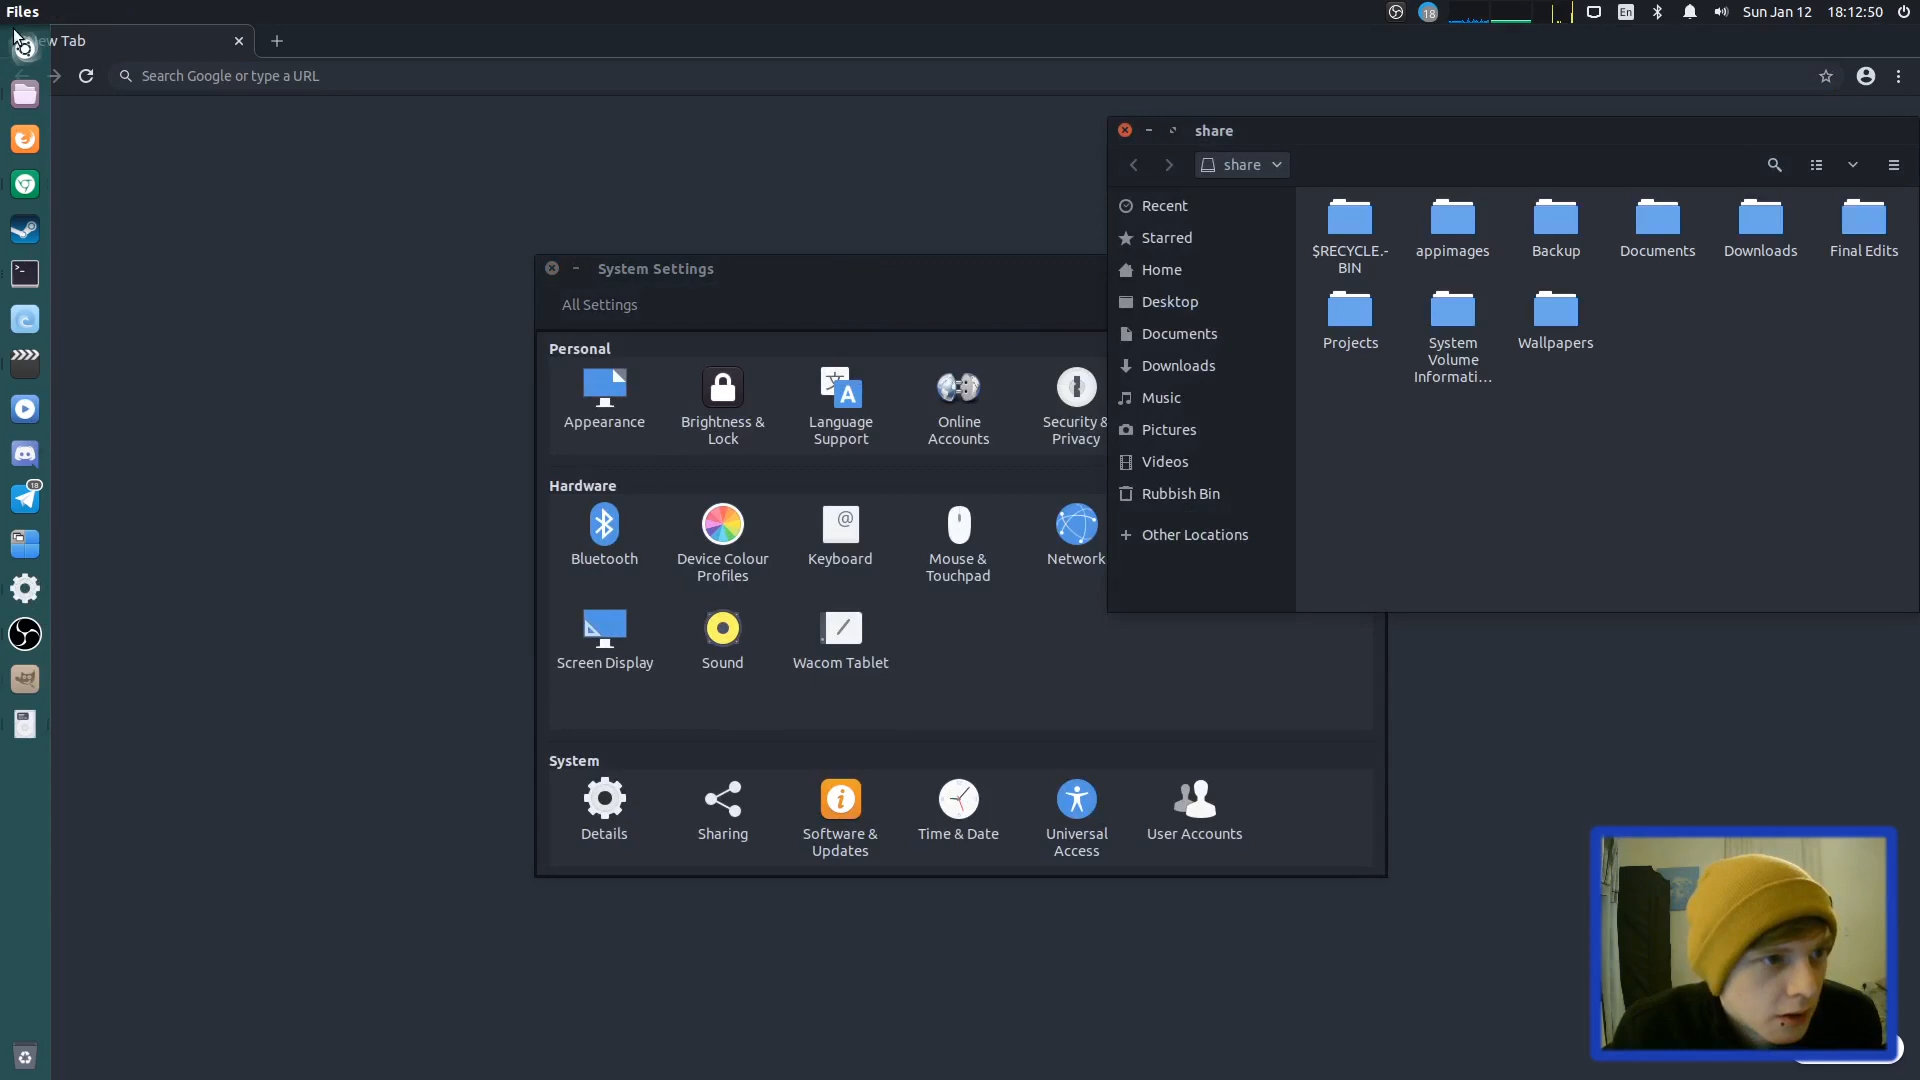 Files
18
En
Sun Jan 12
18:12:50
ew Tab
Search Google or type a URL
share
share
Recent
Starred
Home
Desktop
Documents
Downloads
Music
Pictures
Videos
Rubbish Bin
Other Locations
$RECYCLE.-
BIN
appimages
Backup
Documents
Downloads
Final Edits
Projects
System
Volume
Informati...
Wallpapers
System Settings
All Settings
Personal
Appearance
Brightness &
Lock
Language
Support
Online
Accounts
Security &
Privacy
Hardware
Bluetooth
Device Colour
Profiles
Keyboard
Mouse &
Touchpad
Network
Screen Display
Sound
Wacom Tablet
System
Details
Sharing
Software &
Updates
Time & Date
Universal
Access
User Accounts
18